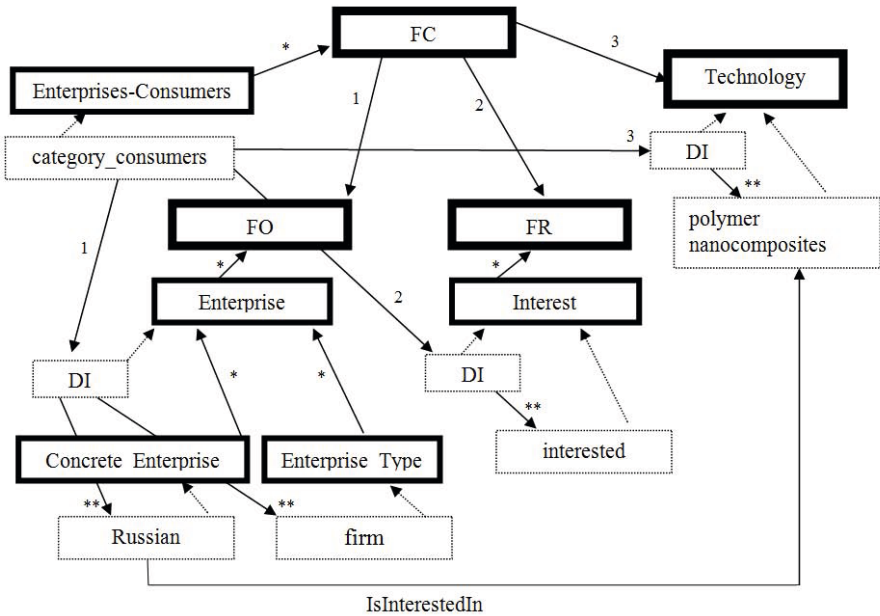 FC
*
3
Enterprises-Consumers
Technology
1
2
category_consumers
3
DI
**
FO
FR
polymer
nanocomposites
1
*
*
Enterprise
2
Interest
DI
*
*
DI
**
Concrete Enterprise
Enterprise Type
interested
**
**
Russian
firm
IsInterestedIn